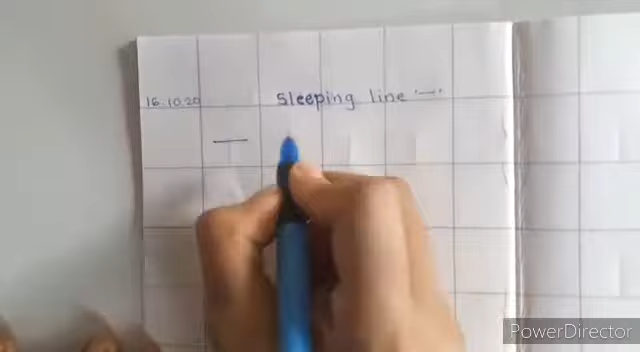 16.10.20 Sleeping line '—'
—
PowerDirector